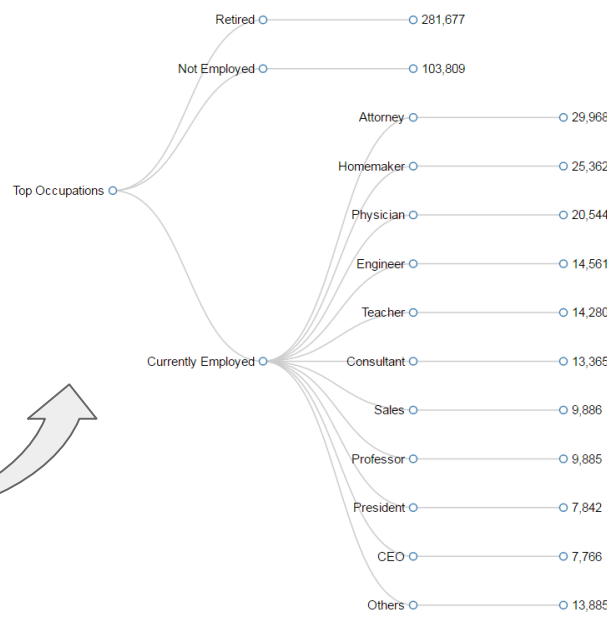 Retired 281,677
Not Employed 103,809
Attorney 29,968
Homemaker 25,362
Physician 20,544
Top Occupations
Engineer 14,561
Teacher 14,280
Currently Employed
Consultant 13,365
Sales 9,886
Professor 9,885
President 7,842
CEO 7,766
Others 13,885